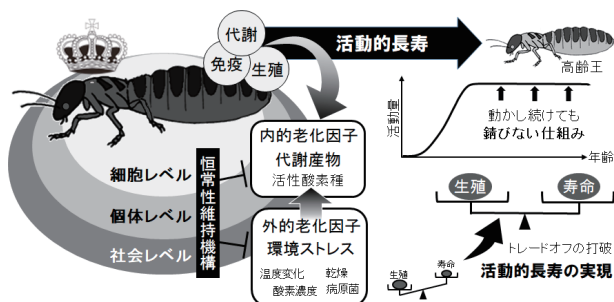 代謝
免疫
生殖
活動的長寿
高齢王
活動量
動かし続けても
錆びない仕組み
年齢
内的老化因子
代謝産物
活性酸素種
細胞レベル
個体レベル
社会レベル
恒常性維持機構
外的老化因子
環境ストレス
温度変化
乾燥
酸素濃度
病原菌
生殖
寿命
トレードオフの打破
活動的長寿の実現
生殖
寿命